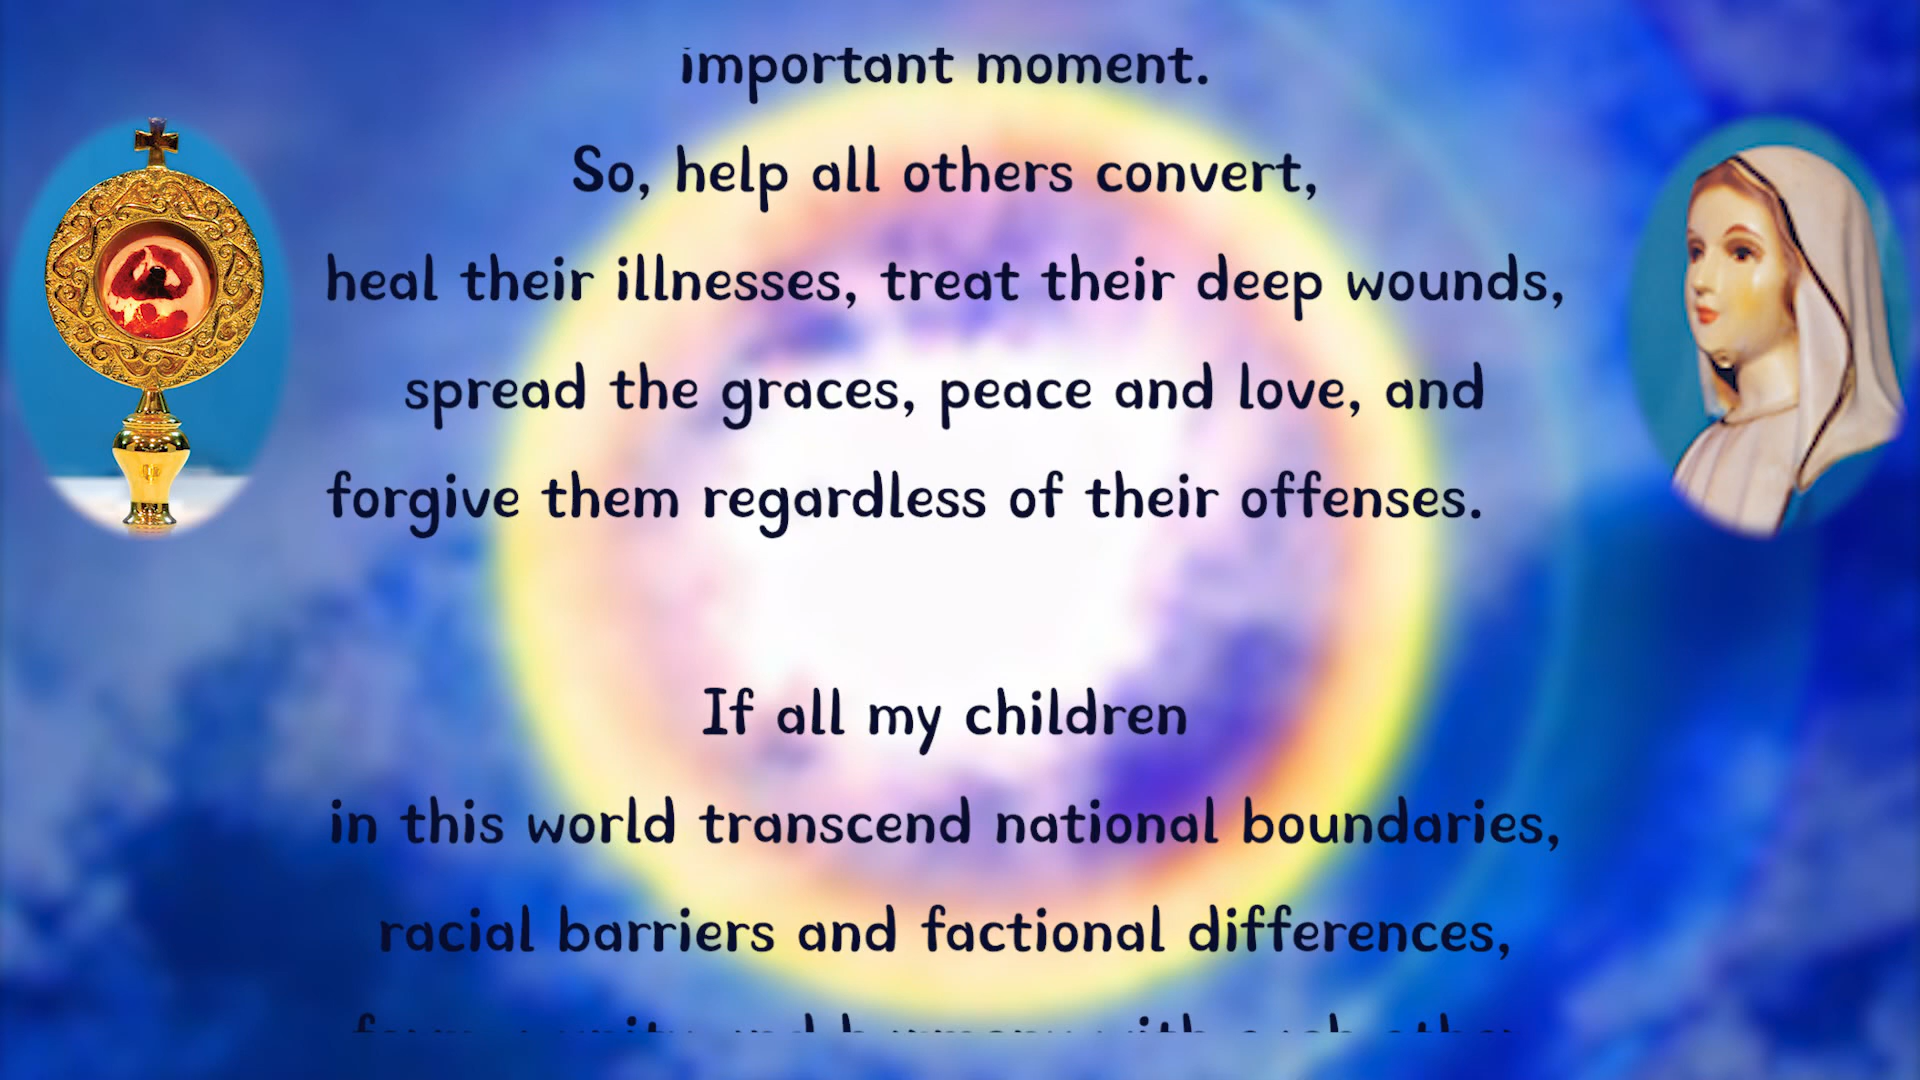 important moment.
So, help all others convert,
heal their illnesses, treat their deep wounds,
spread the graces, peace and love, and
forgive them regardless of their offenses.
If all my children
in this world transcend national boundaries,
racial barriers and factional differences,